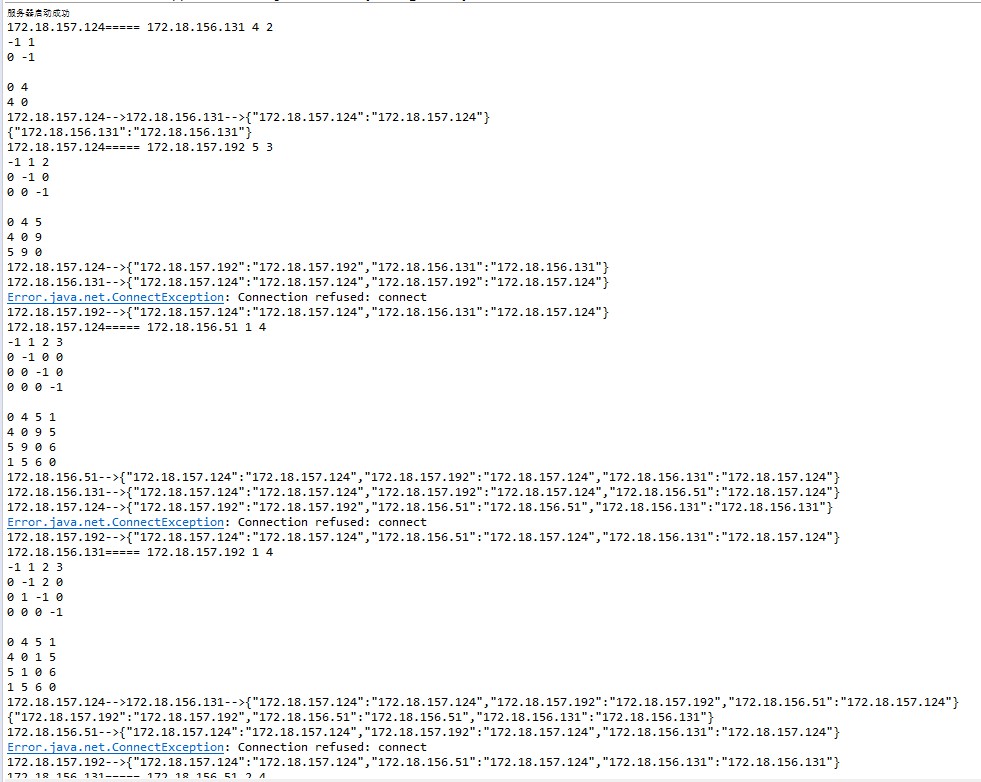 服务器启动成功
172.18.157.124===== 172.18.156.131 4 2
-1 1
0 -1
0 4
4 0
172.18.157.124-->172.18.156.131-->{"172.18.157.124":"172.18.157.124"}
{"172.18.156.131":"172.18.156.131"}
172.18.157.124===== 172.18.157.192 5 3
-1 1 2
0 -1 0
0 0 -1
0 4 5
4 0 9
5 9 0
172.18.157.124-->{"172.18.157.192":"172.18.157.192","172.18.156.131":"172.18.156.131"}
172.18.156.131-->{"172.18.157.124":"172.18.157.124","172.18.157.192":"172.18.157.124"}
Error.java.net.ConnectException: Connection refused: connect
172.18.157.192-->{"172.18.157.124":"172.18.157.124","172.18.156.131":"172.18.157.124"}
172.18.157.124===== 172.18.156.51 1 4
-1 1 2 3
0 -1 0 0
0 0 -1 0
0 0 0 -1
0 4 5 1
4 0 9 5
5 9 0 6
1 5 6 0
172.18.156.51-->{"172.18.157.124":"172.18.157.124","172.18.157.192":"172.18.157.124","172.18.156.131":"172.18.157.124"}
172.18.156.131-->{"172.18.157.124":"172.18.157.124","172.18.157.192":"172.18.157.124","172.18.156.51":"172.18.157.124"}
172.18.157.124-->{"172.18.157.192":"172.18.157.192","172.18.156.51":"172.18.156.51","172.18.156.131":"172.18.156.131"}
Error.java.net.ConnectException: Connection refused: connect
172.18.157.192-->{"172.18.157.124":"172.18.157.124","172.18.156.51":"172.18.157.124","172.18.156.131":"172.18.157.124"}
172.18.156.131===== 172.18.157.192 1 4
-1 1 2 3
0 -1 2 0
0 1 -1 0
0 0 0 -1
0 4 5 1
4 0 1 5
5 1 0 6
1 5 6 0
172.18.157.124-->172.18.156.131-->{"172.18.157.124":"172.18.157.124","172.18.157.192":"172.18.157.192","172.18.156.51":"172.18.157.124"}
{"172.18.157.192":"172.18.157.192","172.18.156.51":"172.18.156.51","172.18.156.131":"172.18.156.131"}
172.18.156.51-->{"172.18.157.124":"172.18.157.124","172.18.157.192":"172.18.157.124","172.18.156.131":"172.18.157.124"}
Error.java.net.ConnectException: Connection refused: connect
172.18.157.192-->{"172.18.157.124":"172.18.157.124","172.18.156.51":"172.18.157.124","172.18.156.131":"172.18.156.131"}
172.18.156.131===== 172.18.156.51 2 4